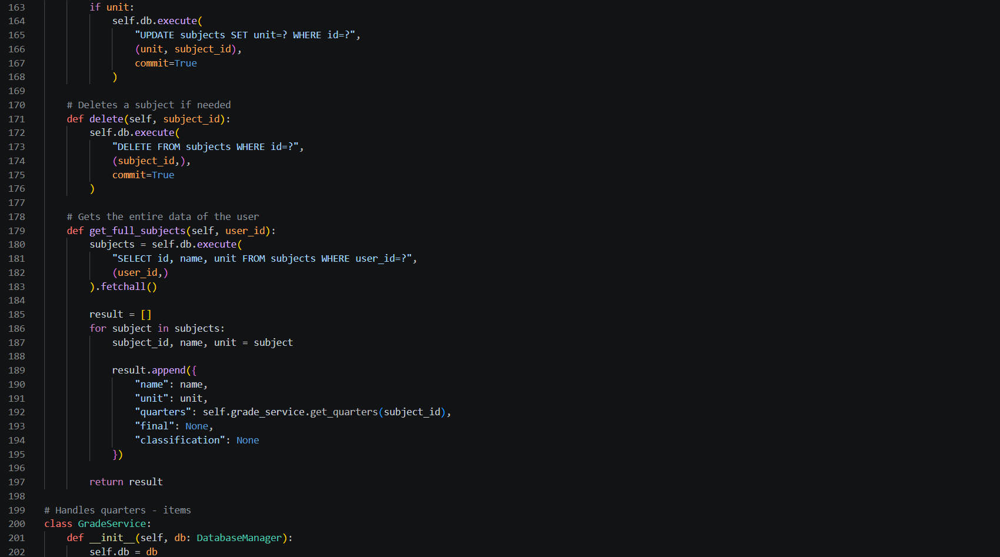 163 if unit:
164 self.db.execute(
165 "UPDATE subjects SET unit=? WHERE id=?",
166 (unit, subject_id),
167 commit=True
168 )
169
170 # Deletes a subject if needed
171 def delete(self, subject_id):
172 self.db.execute(
173 "DELETE FROM subjects WHERE id=?",
174 (subject_id,),
175 commit=True
176 )
177
178 # Gets the entire data of the user
179 def get_full_subjects(self, user_id):
180 subjects = self.db.execute(
181 "SELECT id, name, unit FROM subjects WHERE user_id=?",
182 (user_id,)
183 ).fetchall()
184
185 result = []
186 for subject in subjects:
187 subject_id, name, unit = subject
188
189 result.append({
190 "name": name,
191 "unit": unit,
192 "quarters": self.grade_service.get_quarters(subject_id),
193 "final": None,
194 "classification": None
195 })
196
197 return result
198
199 # Handles quarters - items
200 class GradeService:
201 def __init__(self, db: DatabaseManager):
202 self.db = db